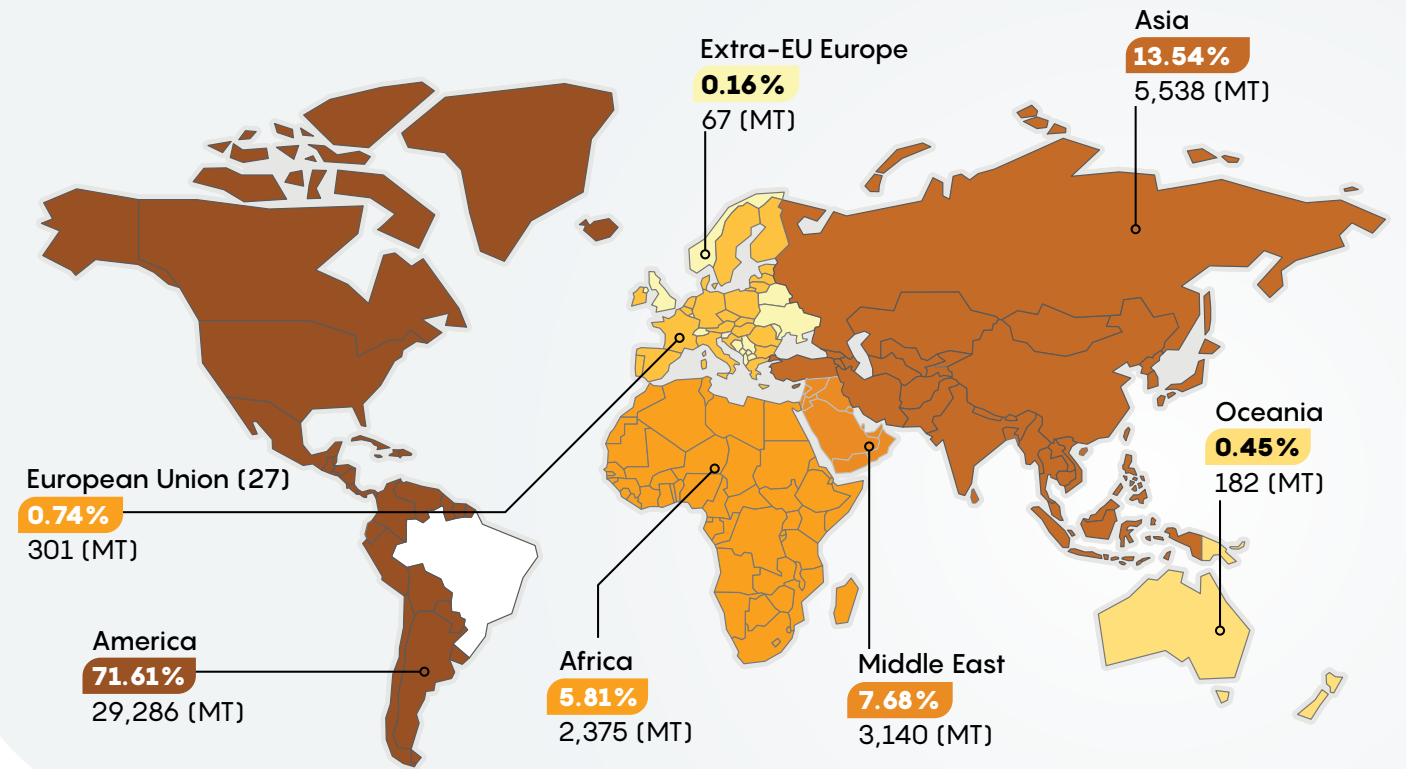 Asia
13.54%
5,538 (MT)
Extra-EU Europe
0.16%
67 (MT)
Oceania
0.45%
182 (MT)
European Union (27)
0.74%
301 (MT)
America
71.61%
29,286 (MT)
Africa
5.81%
2,375 (MT)
Middle East
7.68%
3,140 (MT)